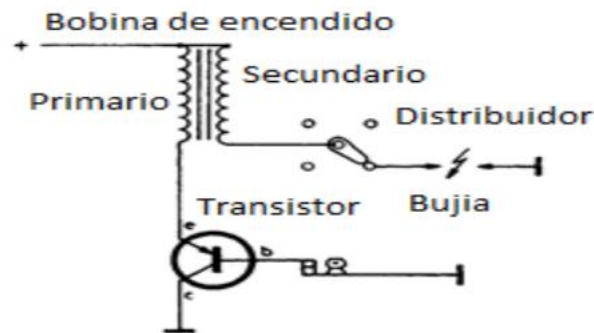 Bobina de encendido
+
Secundario
Primario
Distribuidor
Transistor
Bujia
e
b
c